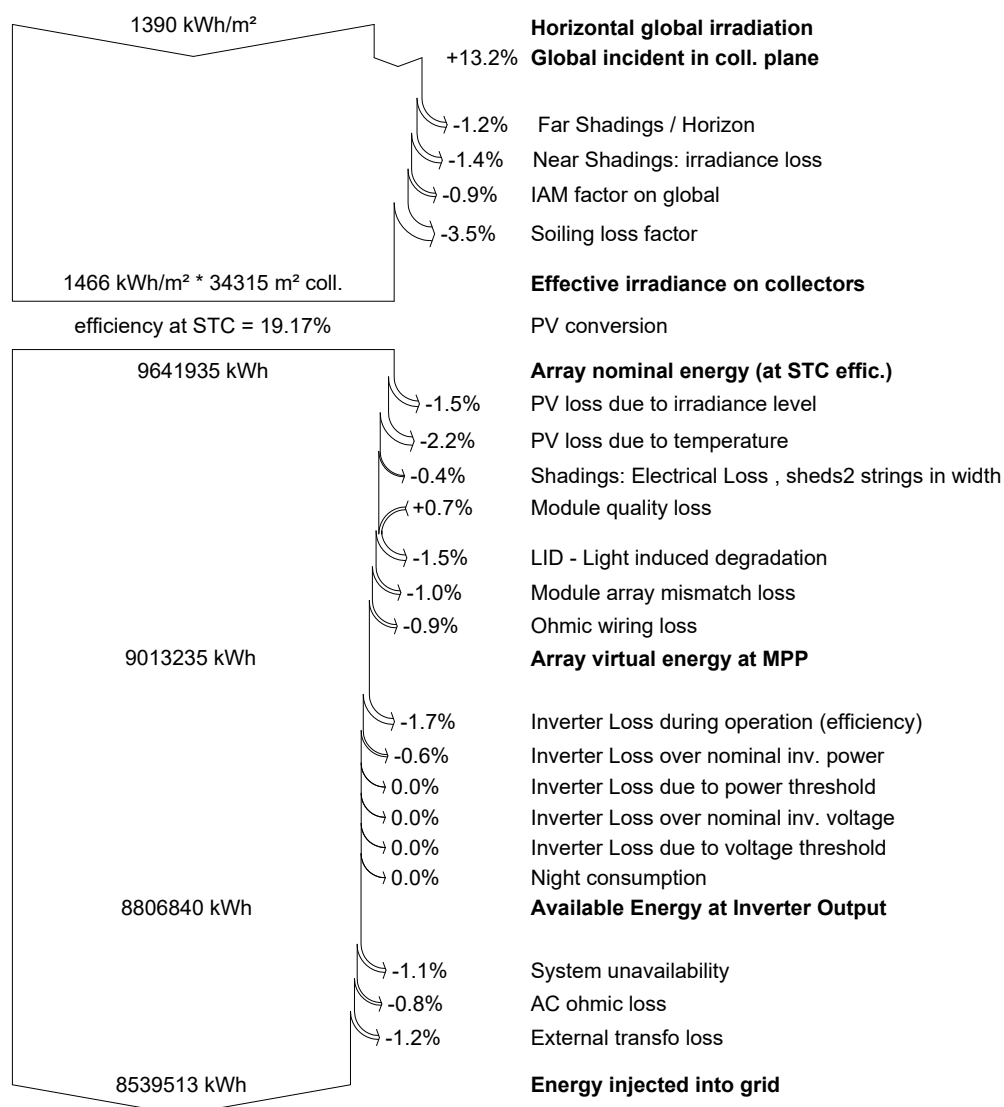 1390 kWh/m² Horizontal global irradiation
+13.2% Global incident in coll. plane
-1.2% Far Shadings / Horizon
-1.4% Near Shadings: irradiance loss
-0.9% IAM factor on global
-3.5% Soiling loss factor
1466 kWh/m² * 34315 m² coll. Effective irradiance on collectors
efficiency at STC = 19.17% PV conversion
9641935 kWh Array nominal energy (at STC effic.)
-1.5% PV loss due to irradiance level
-2.2% PV loss due to temperature
-0.4% Shadings: Electrical Loss , sheds2 strings in width
+0.7% Module quality loss
-1.5% LID - Light induced degradation
-1.0% Module array mismatch loss
-0.9% Ohmic wiring loss
9013235 kWh Array virtual energy at MPP
-1.7% Inverter Loss during operation (efficiency)
-0.6% Inverter Loss over nominal inv. power
0.0% Inverter Loss due to power threshold
0.0% Inverter Loss over nominal inv. voltage
0.0% Inverter Loss due to voltage threshold
0.0% Night consumption
8806840 kWh Available Energy at Inverter Output
-1.1% System unavailability
-0.8% AC ohmic loss
-1.2% External transfo loss
8539513 kWh Energy injected into grid